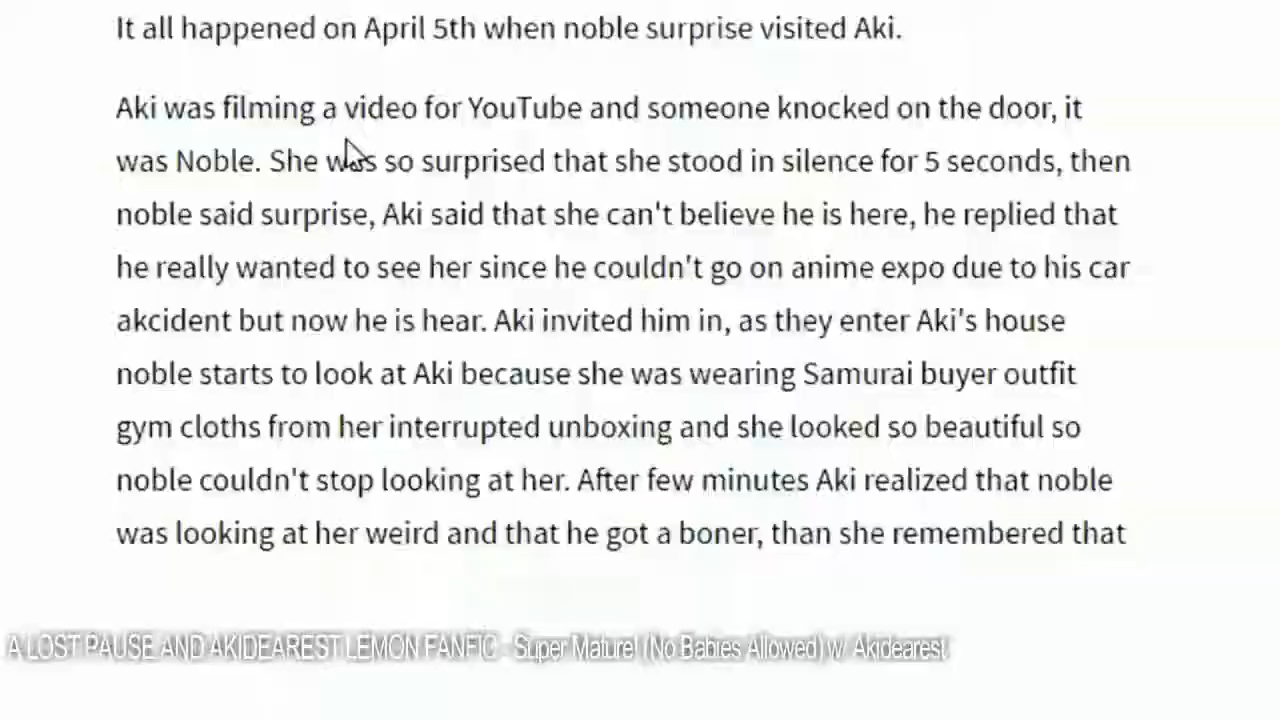 It all happened on April 5th when noble surprise visited Aki.
Aki was filming a video for YouTube and someone knocked on the door, it
was Noble. She was so surprised that she stood in silence for 5 seconds, then
noble said surprise, Aki said that she can't believe he is here, he replied that
he really wanted to see her since he couldn't go on anime expo due to his car
akcident but now he is hear. Aki invited him in, as they enter Aki's house
noble starts to look at Aki because she was wearing Samurai buyer outfit
gym cloths from her interrupted unboxing and she looked so beautiful so
noble couldn't stop looking at her. After few minutes Aki realized that noble
was looking at her weird and that he got a boner, than she remembered that
A LOST PAUSE AND AKIDEAREST LEMON FANFIC - Super Mature! (No Babies Allowed) w/ Akidearest